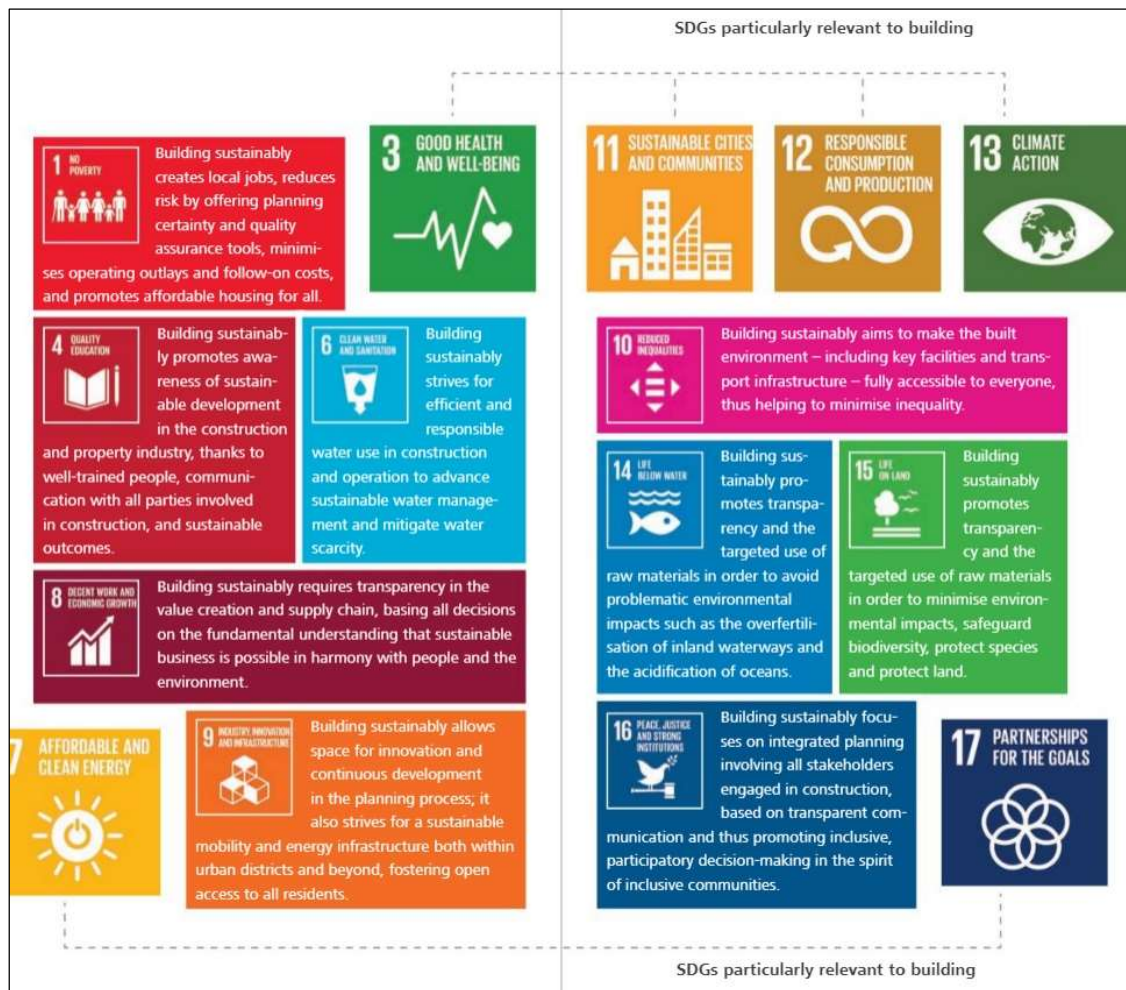 SDGs particularly relevant to building
1 NO
POVERTY
Building sustainably
creates local jobs, reduces
risk by offering planning
certainty and quality
assurance tools, minimi-
ses operating outlays and follow-on costs,
and promotes affordable housing for all.
3 GOOD HEALTH
AND WELL-BEING
11 SUSTAINABLE CITIES
AND COMMUNITIES
12 RESPONSIBLE
CONSUMPTION
AND PRODUCTION
13 CLIMATE
ACTION
4 QUALITY
EDUCATION
Building sustainab-
ly promotes awa-
reness of sustain-
able development
in the construction
and property industry, thanks to
well-trained people, communi-
cation with all parties involved
in construction, and sustainable
outcomes.
6 CLEAN WATER
AND SANITATION
Building
sustainably
strives for
efficient and
responsible
water use in construction
and operation to advance
sustainable water manage-
ment and mitigate water
scarcity.
10 REDUCED
INEQUALITIES
Building sustainably aims to make the built
environment – including key facilities and trans-
port infrastructure – fully accessible to everyone,
thus helping to minimise inequality.
14 LIFE
BELOW WATER
Building sus-
tainably pro-
motes transpa-
rency and the
targeted use of
raw materials in order to avoid
problematic environmental
impacts such as the overfertili-
sation of inland waterways and
the acidification of oceans.
15 LIFE
ON LAND
Building
sustainably
promotes
transparen-
cy and the
targeted use of raw materials
in order to minimise environ-
mental impacts, safeguard
biodiversity, protect species
and protect land.
8 DECENT WORK AND
ECONOMIC GROWTH
Building sustainably requires transparency in the
value creation and supply chain, basing all decisions
on the fundamental understanding that sustainable
business is possible in harmony with people and the
environment.
7 AFFORDABLE AND
CLEAN ENERGY
9 INDUSTRY, INNOVATION
AND INFRASTRUCTURE
Building sustainably allows
space for innovation and
continuous development
in the planning process; it
also strives for a sustainable
mobility and energy infrastructure both within
urban districts and beyond, fostering open
access to all residents.
16 PEACE, JUSTICE
AND STRONG
INSTITUTIONS
Building sustainably focu-
ses on integrated planning
involving all stakeholders
engaged in construction,
based on transparent com-
munication and thus promoting inclusive,
participatory decision-making in the spirit
of inclusive communities.
17 PARTNERSHIPS
FOR THE GOALS
SDGs particularly relevant to building